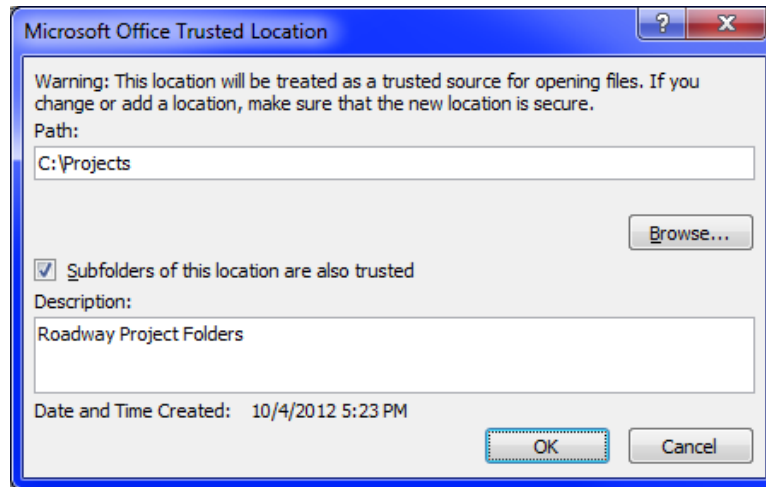 Microsoft Office Trusted Location
? X
Warning: This location will be treated as a trusted source for opening files. If you
change or add a location, make sure that the new location is secure.
Path:
C:\Projects
Browse...
Subfolders of this location are also trusted
Description:
Roadway Project Folders
Date and Time Created: 10/4/2012 5:23 PM
OK Cancel